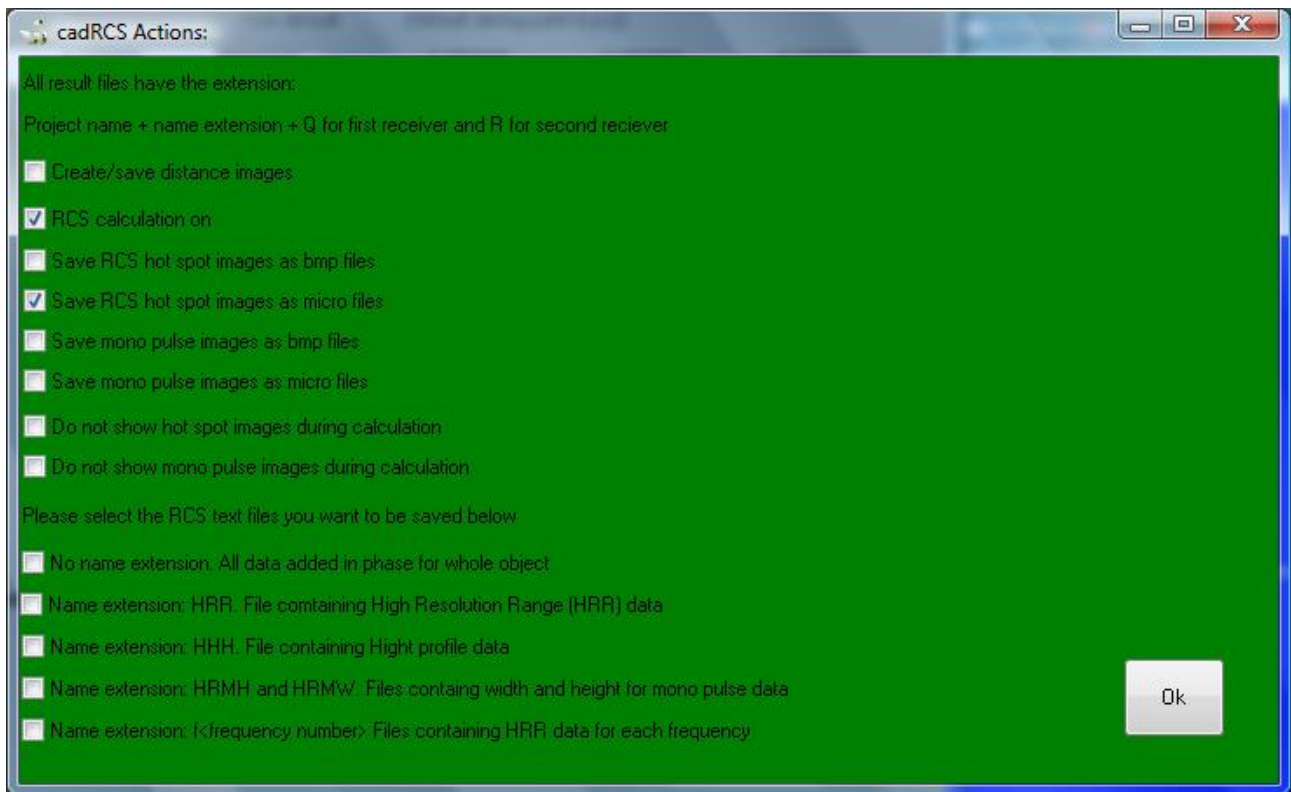 cadRCS Actions:
All result files have the extension:
Project name + name extension + Q for first receiver and R for second reciever
Create/save distance images
RCS calculation on
Save RCS hot spot images as bmp files
Save RCS hot spot images as micro files
Save mono pulse images as bmp files
Save mono pulse images as micro files
Do not show hot spot images during calculation
Do not show mono pulse images during calculation
Please select the RCS text files you want to be saved below
No name extension. All data added in phase for whole object
Name extension: HRR. File comtaining High Resolution Range (HRR) data
Name extension: HHH. File containing Hight profile data
Name extension: HRMH and HRMW. Files containg width and height for mono pulse data
Name extension: f<frequency number> Files containing HRR data for each frequency
Ok